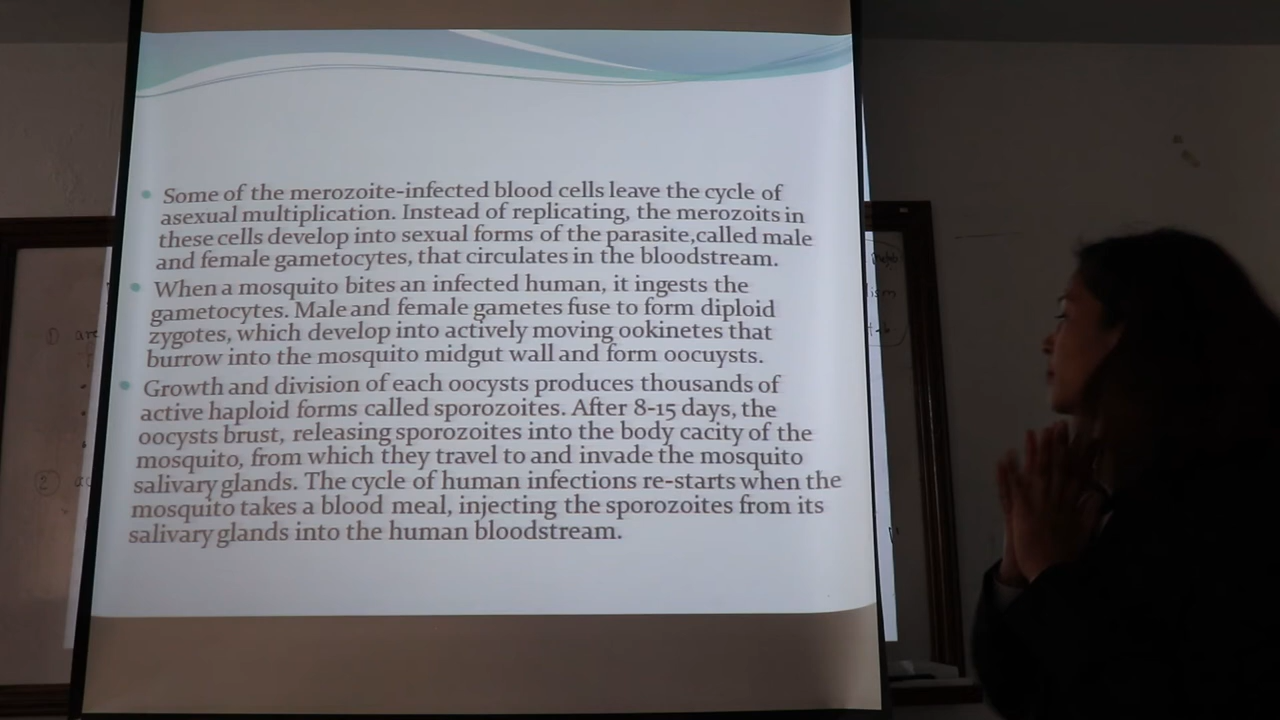 • Some of the merozoite-infected blood cells leave the cycle of
asexual multiplication. Instead of replicating, the merozoits in
these cells develop into sexual forms of the parasite,called male
and female gametocytes, that circulates in the bloodstream.
• When a mosquito bites an infected human, it ingests the
gametocytes. Male and female gametes fuse to form diploid
zygotes, which develop into actively moving ookinetes that
burrow into the mosquito midgut wall and form oocuysts.
• Growth and division of each oocysts produces thousands of
active haploid forms called sporozoites. After 8-15 days, the
oocysts brust, releasing sporozoites into the body cacity of the
mosquito, from which they travel to and invade the mosquito
salivary glands. The cycle of human infections re-starts when the
mosquito takes a blood meal, injecting the sporozoites from its
salivary glands into the human bloodstream.
1) are
2